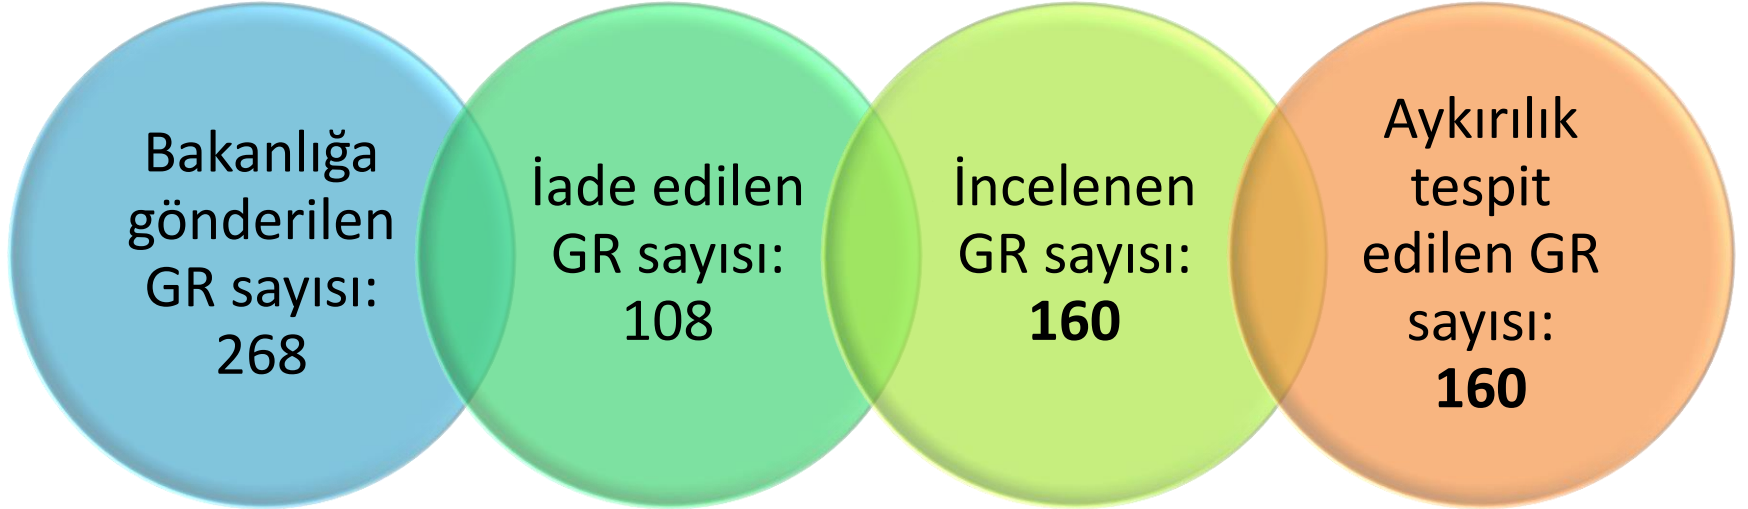 Bakanlığa
gönderilen
GR sayısı:
268
İade edilen
GR sayısı:
108
İncelenen
GR sayısı:
160
Aykırılık
tespit
edilen GR
sayısı:
160